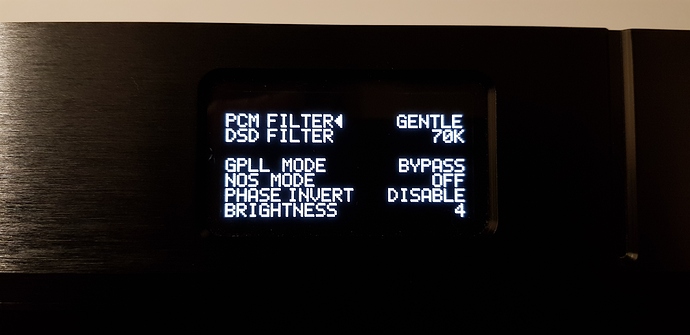 PCM FILTER◀ GENTLE
DSD FILTER 70K
GPLL MODE BYPASS
NOS MODE OFF
PHASE INVERT DISABLE
BRIGHTNESS 4